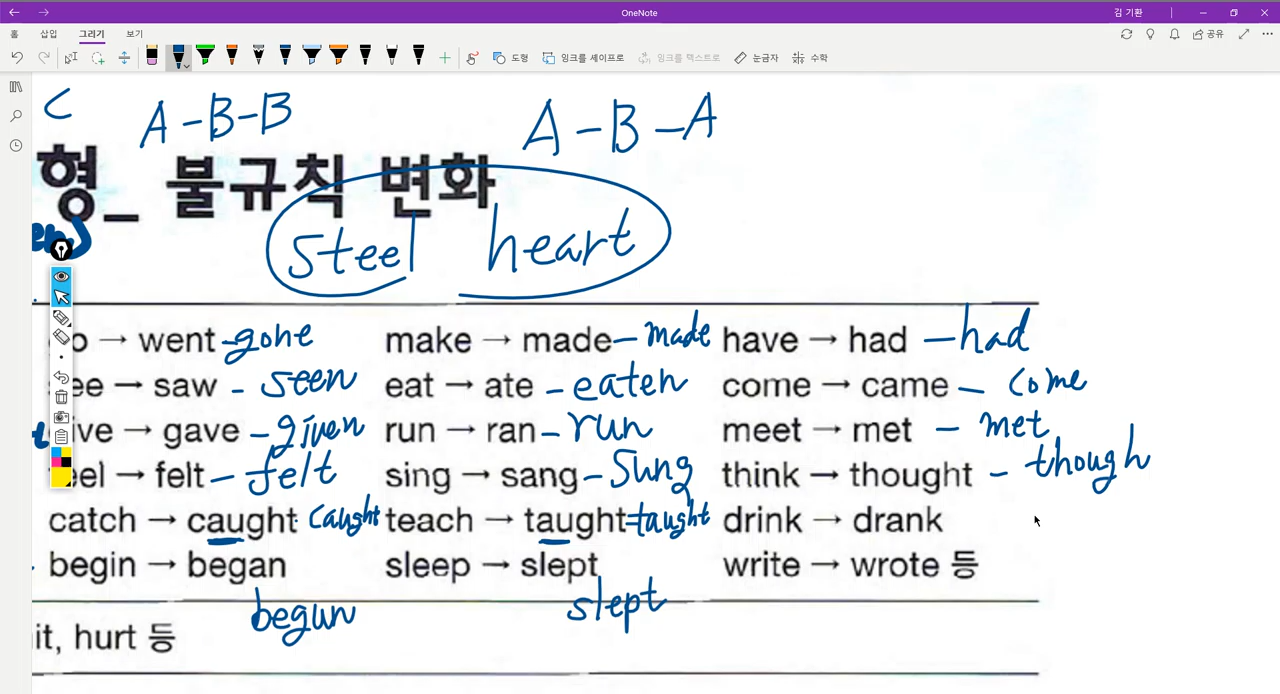 OneNote
김 기환
홈 삽입 그리기 보기
도형 잉크를 셰이프로 잉크를 텍스트로 눈금자 수학 공유
C A-B-B A-B-A
형_ 불규칙 변화
steel heart
o → went -gone make → made - made have → had - had
ee → saw - seen eat → ate - eaten come → came - come
ive → gave - given run → ran - run meet → met - met
eel → felt - felt sing → sang - sung think → thought - though
catch → caught caught teach → taught - taught drink → drank
begin → began sleep → slept write → wrote 등
begun slept
it, hurt 등